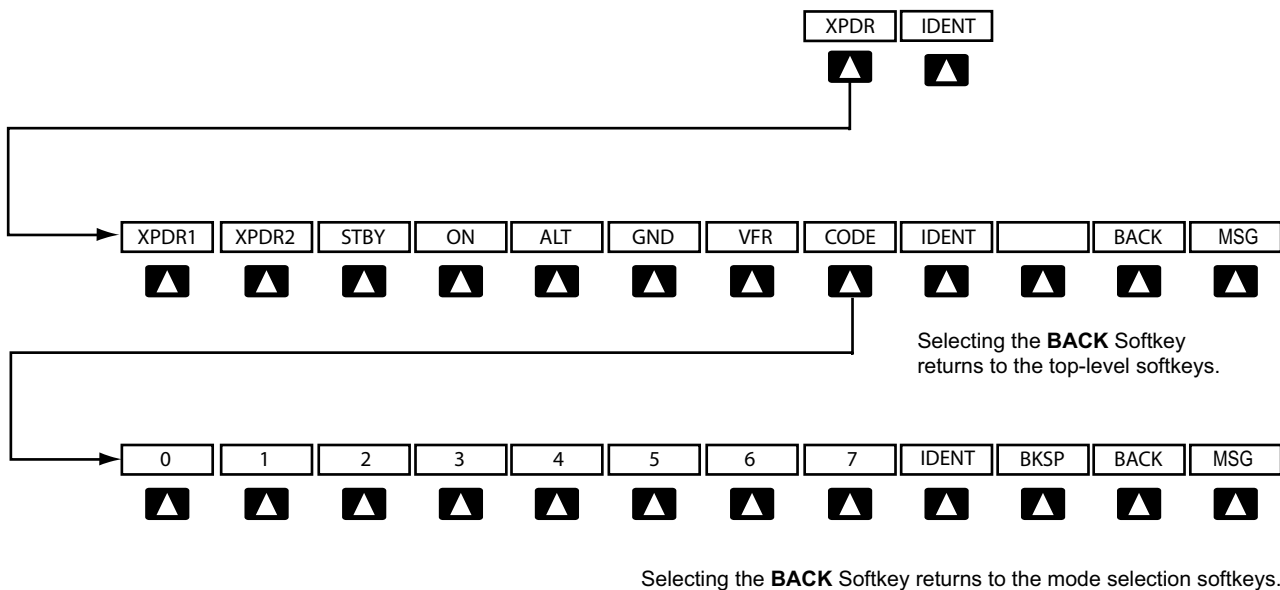 XPDR IDENT
XPDR1 XPDR2 STBY ON ALT GND VFR CODE IDENT BACK MSG
Selecting the BACK Softkey
returns to the top-level softkeys.
0 1 2 3 4 5 6 7 IDENT BKSP BACK MSG
Selecting the BACK Softkey returns to the mode selection softkeys.